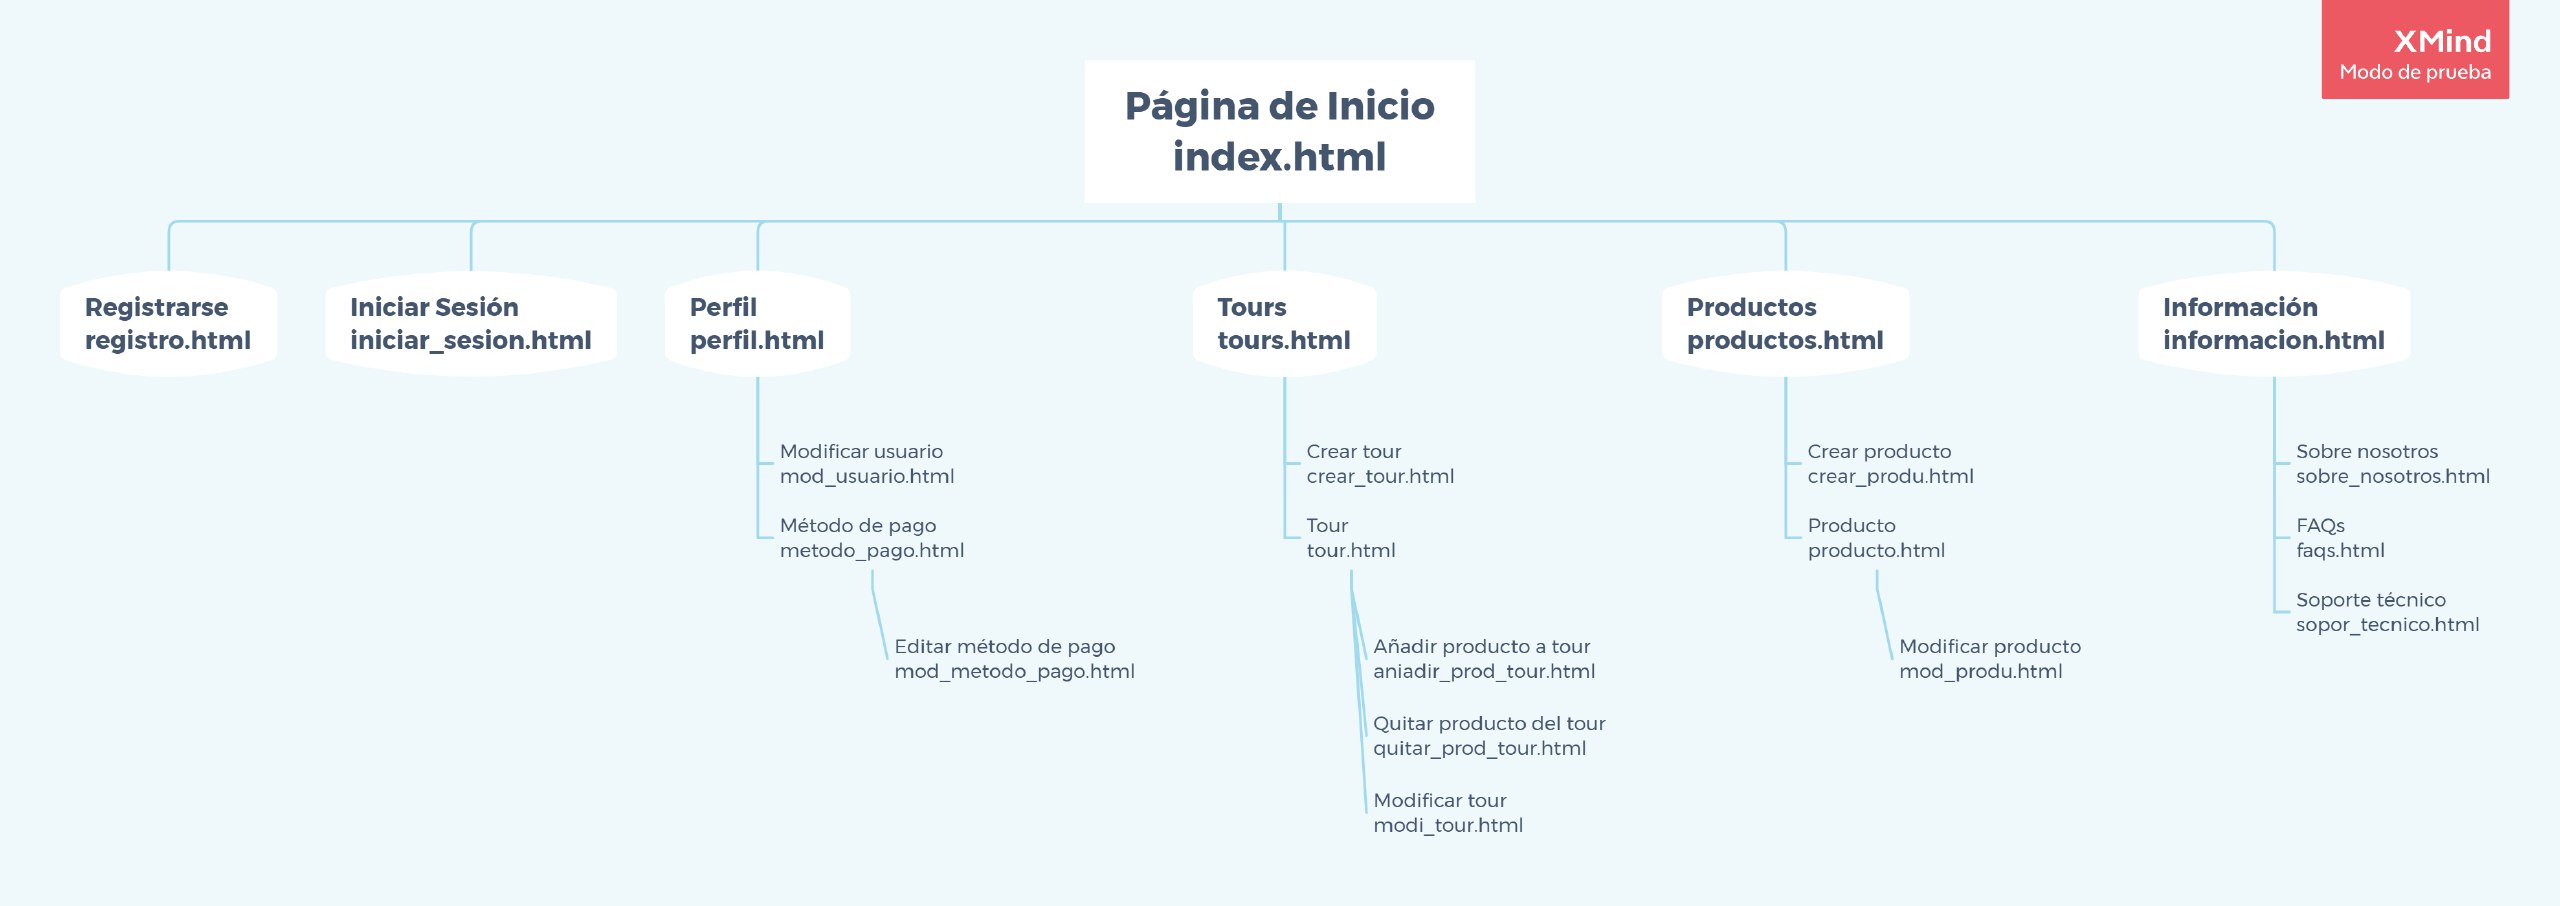 XMind
Modo de prueba
Página de Inicio
index.html
Registrarse
registro.html
Iniciar Sesión
iniciar_sesion.html
Perfil
perfil.html
Modificar usuario
mod_usuario.html
Método de pago
metodo_pago.html
Editar método de pago
mod_metodo_pago.html
Tours
tours.html
Crear tour
crear_tour.html
Tour
tour.html
Añadir producto a tour
aniadir_prod_tour.html
Quitar producto del tour
quitar_prod_tour.html
Modificar tour
modi_tour.html
Productos
productos.html
Crear producto
crear_produ.html
Producto
producto.html
Modificar producto
mod_produ.html
Información
informacion.html
Sobre nosotros
sobre_nosotros.html
FAQs
faqs.html
Soporte técnico
sopor_tecnico.html